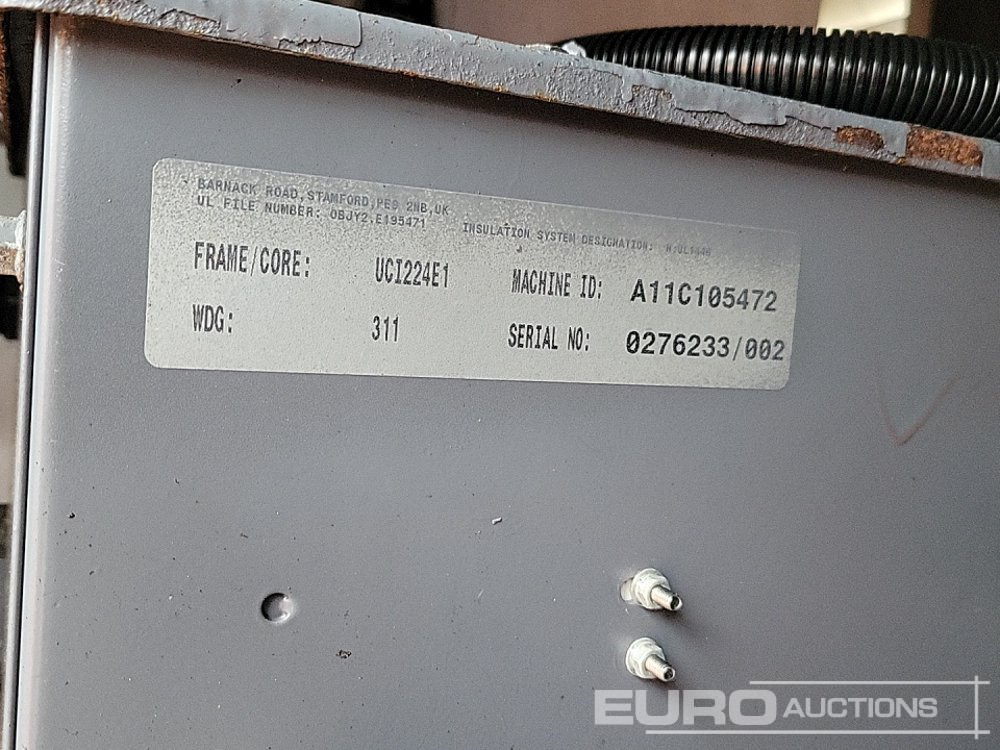 BARNACK ROAD, STAMFORD, PE9 2NB, UK
UL FILE NUMBER: OBJY2.E195471 INSULATION SYSTEM DESIGNATION:
FRAME/CORE: UCI224E1 MACHINE ID: A11C105472
WDG: 311 SERIAL NO: 0276233/002
EURO AUCTIONS